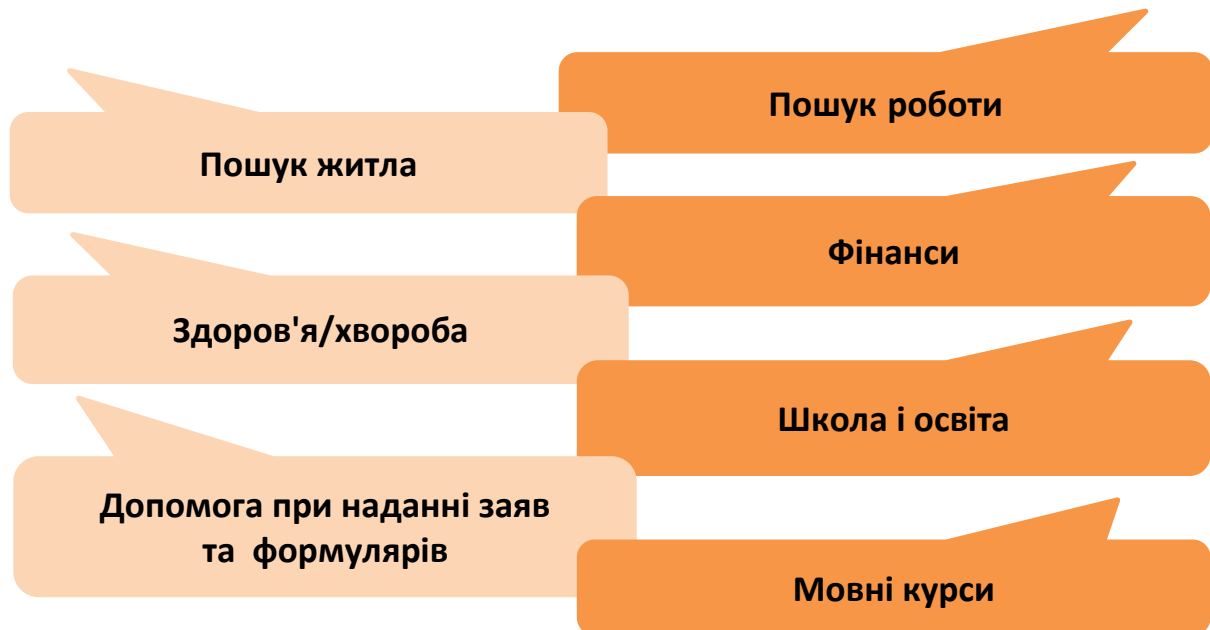 Пошук роботи
Пошук житла
Фінанси
Здоров'я/хвороба
Школа і освіта
Допомога при наданні заяв
та формулярів
Мовні курси